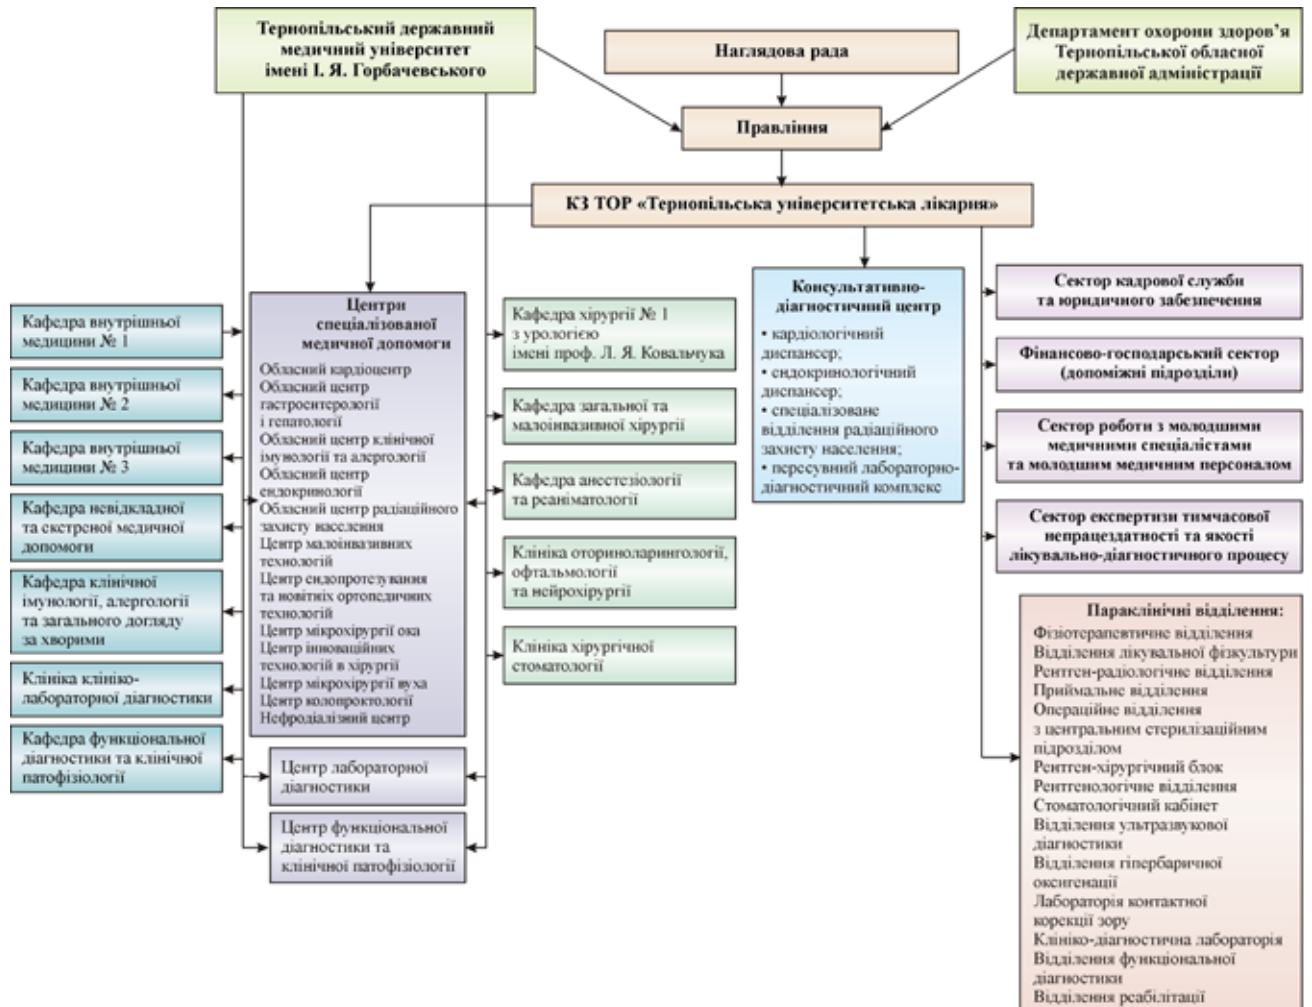 Тернопільський державний
медичний університет
імені І. Я. Горбачевського
Наглядова рада
Департамент охорони здоров’я
Тернопільської обласної
державної адміністрації
Правління
КЗ ТОР «Тернопільська університетська лікарня»
Кафедра внутрішньої
медицини № 1
Кафедра внутрішньої
медицини № 2
Кафедра внутрішньої
медицини № 3
Кафедра невідкладної
та екстреної медичної
допомоги
Кафедра клінічної
імунології, алергології
та загального догляду
за хворими
Клініка клініко-
лабораторної діагностики
Кафедра функціональної
діагностики та клінічної
патофізіології
Центри
спеціалізованої
медичної допомоги
Обласний кардіоцентр
Обласний центр
гастроентерології
і гепатології
Обласний центр клінічної
імунології та алергології
Обласний центр
ендокринології
Обласний центр радіаційного
захисту населення
Центр малоінвазивних
технологій
Центр ендопротезування
та новітніх ортопедичних
технологій
Центр мікрохірургії ока
Центр інноваційних
технологій в хірургії
Центр мікрохірургії вуха
Центр колопроктології
Нефродіалізний центр
Центр лабораторної
діагностики
Центр функціональної
діагностики та
клінічної патофізіології
Кафедра хірургії № 1
з урологією
імені проф. Л. Я. Ковальчука
Кафедра загальної та
малоінвазивної хірургії
Кафедра анестезіології
та реаніматології
Клініка оториноларингології,
офтальмології
та нейрохірургії
Клініка хірургічної
стоматології
Консультативно-
діагностичний центр
• кардіологічний
диспансер;
• ендокринологічний
диспансер;
• спеціалізоване
відділення радіаційного
захисту населення;
• пересувний лабораторно-
діагностичний комплекс
Сектор кадрової служби
та юридичного забезпечення
Фінансово-господарський сектор
(допоміжні підрозділи)
Сектор роботи з молодшими
медичними спеціалістами
та молодшим медичним персоналом
Сектор експертизи тимчасової
непрацездатності та якості
лікувально-діагностичного процесу
Параклінічні відділення:
Фізіотерапевтичне відділення
Відділення лікувальної фізкультури
Рентген-радіологічне відділення
Приймальне відділення
Операційне відділення
з центральним стерилізаційним
підрозділом
Рентген-хірургічний блок
Рентгенологічне відділення
Стоматологічний кабінет
Відділення ультразвукової
діагностики
Відділення гіпербаричної
оксигенації
Лабораторія контактної
корекції зору
Клініко-діагностична лабораторія
Відділення функціональної
діагностики
Відділення реабілітації